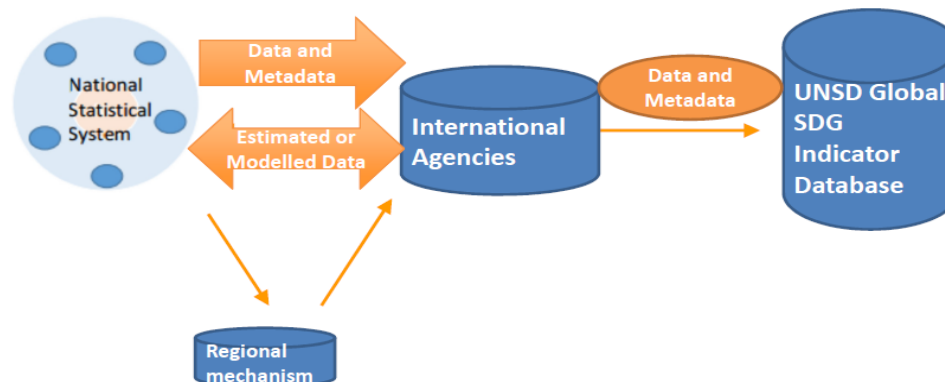 National
Statistical
System
Data and
Metadata
Estimated or
Modelled Data
International
Agencies
Data and
Metadata
UNSD Global
SDG
Indicator
Database
Regional
mechanism